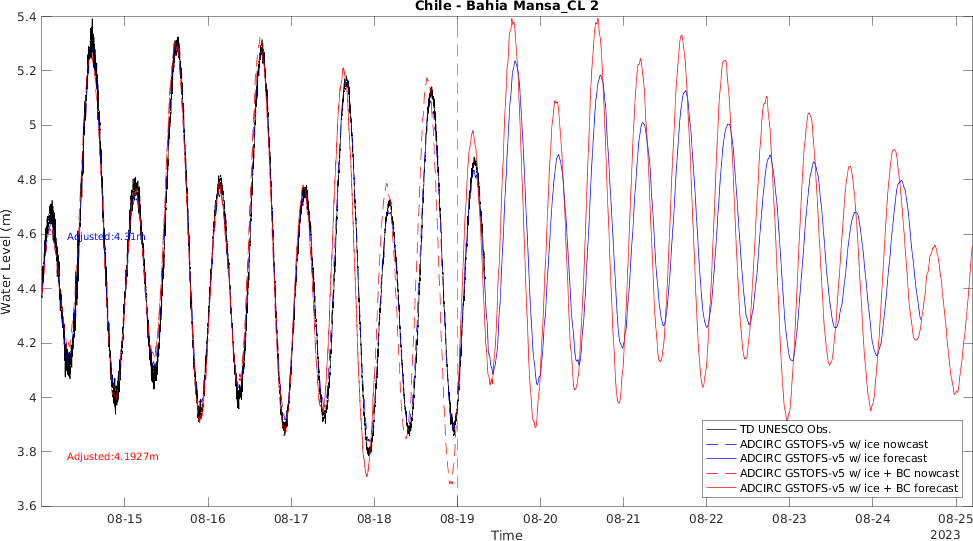 Chile - Bahia Mansa_CL 2
5.4
5.2
5
4.8
4.6
4.4
4.2
4
3.8
3.6
Water Level (m)
Adjusted:4.31m
Adjusted:4.1927m
TD UNESCO Obs.
ADCIRC GSTOFS-v5 w/ ice nowcast
ADCIRC GSTOFS-v5 w/ ice forecast
ADCIRC GSTOFS-v5 w/ ice + BC nowcast
ADCIRC GSTOFS-v5 w/ ice + BC forecast
08-15 08-16 08-17 08-18 08-19 08-20 08-21 08-22 08-23 08-24 08-25
Time
2023